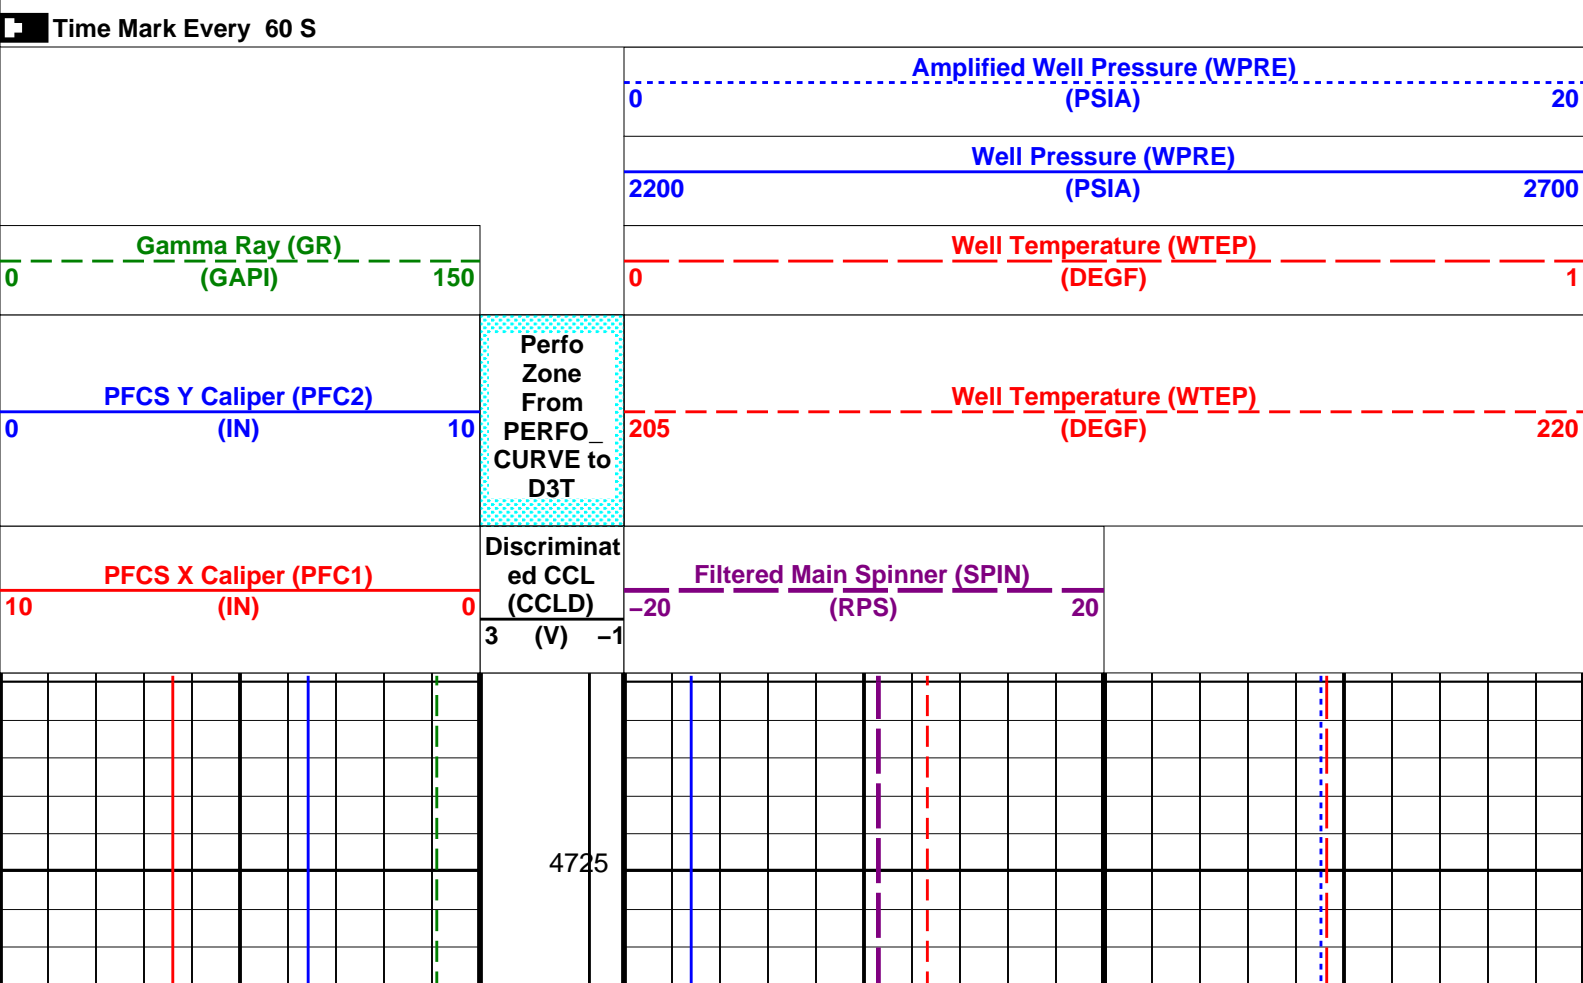 Time Mark Every 60 S
Amplified Well Pressure (WPRE)
0 (PSIA) 20
Well Pressure (WPRE)
2200 (PSIA) 2700
Gamma Ray (GR)
0 (GAPI) 150
Well Temperature (WTEP)
0 (DEGF) 1
PFCS Y Caliper (PFC2)
0 (IN) 10
Perfo
Zone
From
PERFO_
CURVE to
D3T
Well Temperature (WTEP)
205 (DEGF) 220
PFCS X Caliper (PFC1)
10 (IN) 0
Discriminat
ed CCL
(CCLD)
3 (V) −1
Filtered Main Spinner (SPIN)
−20 (RPS) 20
4725